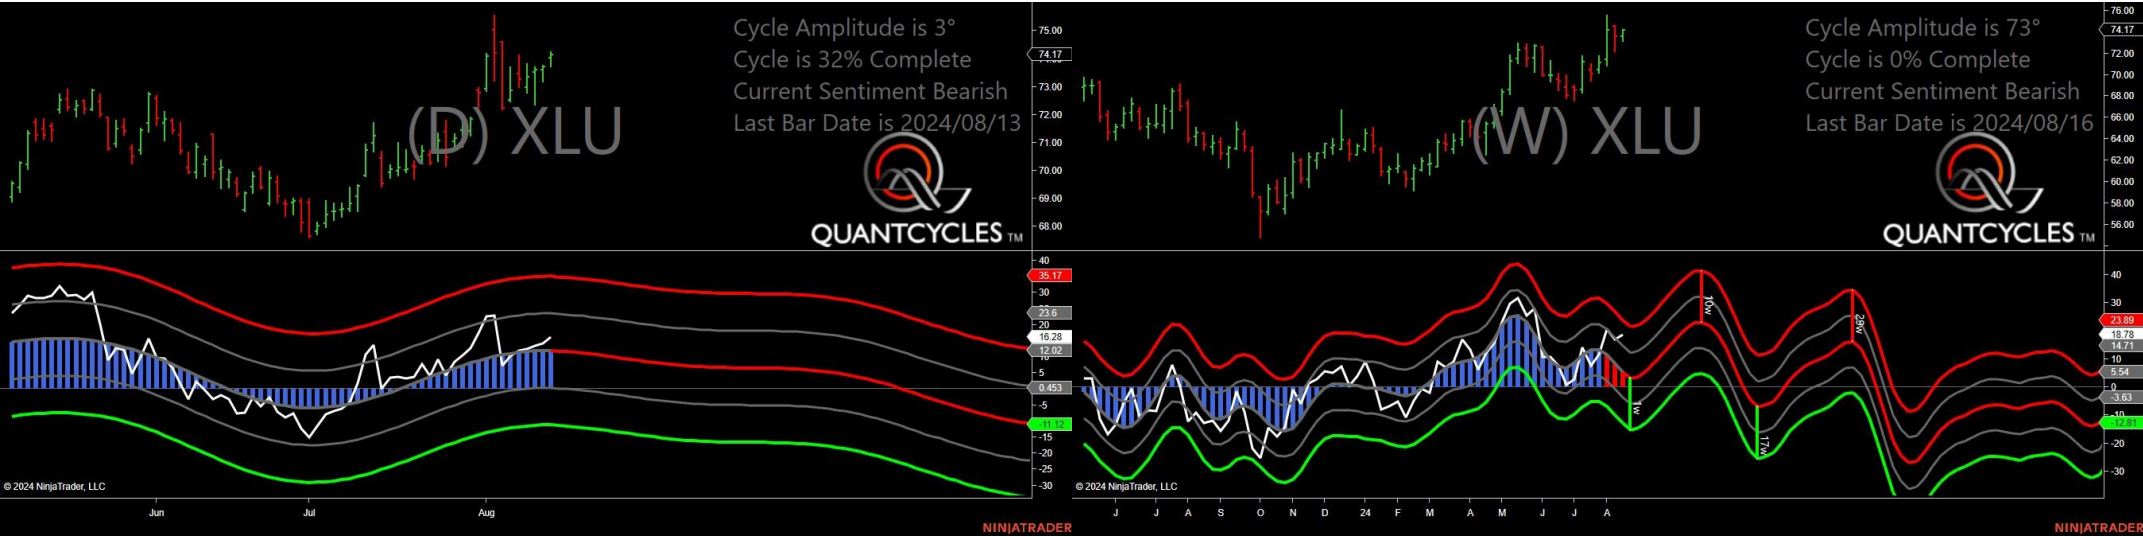 Cycle Amplitude is 3°
Cycle is 32% Complete
Current Sentiment Bearish
Last Bar Date is 2024/08/13
(D) XLU
QUANTCYCLES TM
75.00
74.17
73.00
72.00
71.00
70.00
69.00
68.00
40
35.17
30
23.6
20
16.28
12.02
5
0.453
-5
-11.12
-15
-20
-25
-30
© 2024 NinjaTrader, LLC
Jun Jul Aug
NINJATRADER
Cycle Amplitude is 73°
Cycle is 0% Complete
Current Sentiment Bearish
Last Bar Date is 2024/08/16
(W) XLU
QUANTCYCLES TM
76.00
74.17
72.00
70.00
68.00
66.00
64.00
62.00
60.00
58.00
56.00
40
30
23.89
18.78
14.71
10
5.54
0
-3.63
-10
-12.81
-20
-30
1w
10w
17w
29w
© 2024 NinjaTrader, LLC
J J A S O N D 24 F M A M J J A
NINJATRADER